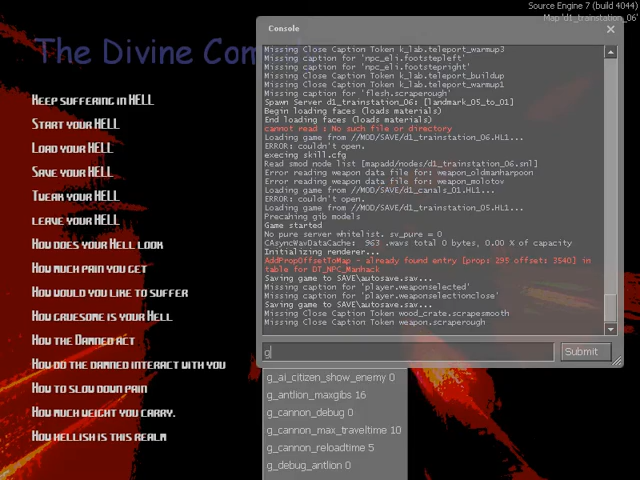 Source Engine 7 (build 4044)
Map 'd1_trainstation_06'
The Divine Com
Keep suffering in HELL
Start your HELL
Load your HELL
Save your HELL
Tweak your HELL
leave your HELL
How does your Hell look
How much pain you get
How would you like to suffer
How gruesome is your Hell
How the Damned act
How do the damned interact with you
How to slow down pain
How much weight you carry.
How hellish is this realm
Console
Missing Close Caption Token k_lab.teleport_warmup3
Missing caption for 'npc_eli.footstepleft'
Missing caption for 'npc_eli.footstepright'
Missing Close Caption Token k_lab.teleport_buildup
Missing Close Caption Token k_lab.teleport_warmup1
Missing caption for 'flesh.scraperough'
Spawn Server d1_trainstation_06: [landmark_05_to_01]
Begin loading faces (loads materials)
End loading faces (loads materials)
cannot read : No such file or directory
Loading game from //MOD/SAVE/d1_trainstation_06.HL1...
ERROR: couldn't open.
execing skill.cfg
Read smod node list [mapadd/nodes/d1_trainstation_06.snl]
Error reading weapon data file for: weapon_oldmanharpoon
Error reading weapon data file for: weapon_molotov
Loading game from //MOD/SAVE/d1_canals_01.HL1...
ERROR: couldn't open.
Loading game from //MOD/SAVE/d1_trainstation_05.HL1...
Precahing gib models
Game started
No pure server whitelist. sv_pure = 0
CAsyncWavDataCache: 963 .wavs total 0 bytes, 0.00 % of capacity
Initializing renderer...
AddPropOffsetToMap - already found entry [props 295 offset: 3540] in
table for DT_NPC_Manhack
Saving game to SAVE\autosave.sav...
Missing caption for 'player.weaponselected'
Missing caption for 'player.weaponselectionclose'
Saving game to SAVE\autosave.sav...
Missing Close Caption Token wood_crate.scrapesmooth
Missing Close Caption Token weapon.scraperough
g
Submit
g_ai_citizen_show_enemy 0
g_antlion_maxgibs 16
g_cannon_debug 0
g_cannon_max_traveltime 10
g_cannon_reloadtime 5
g_debug_antlion 0